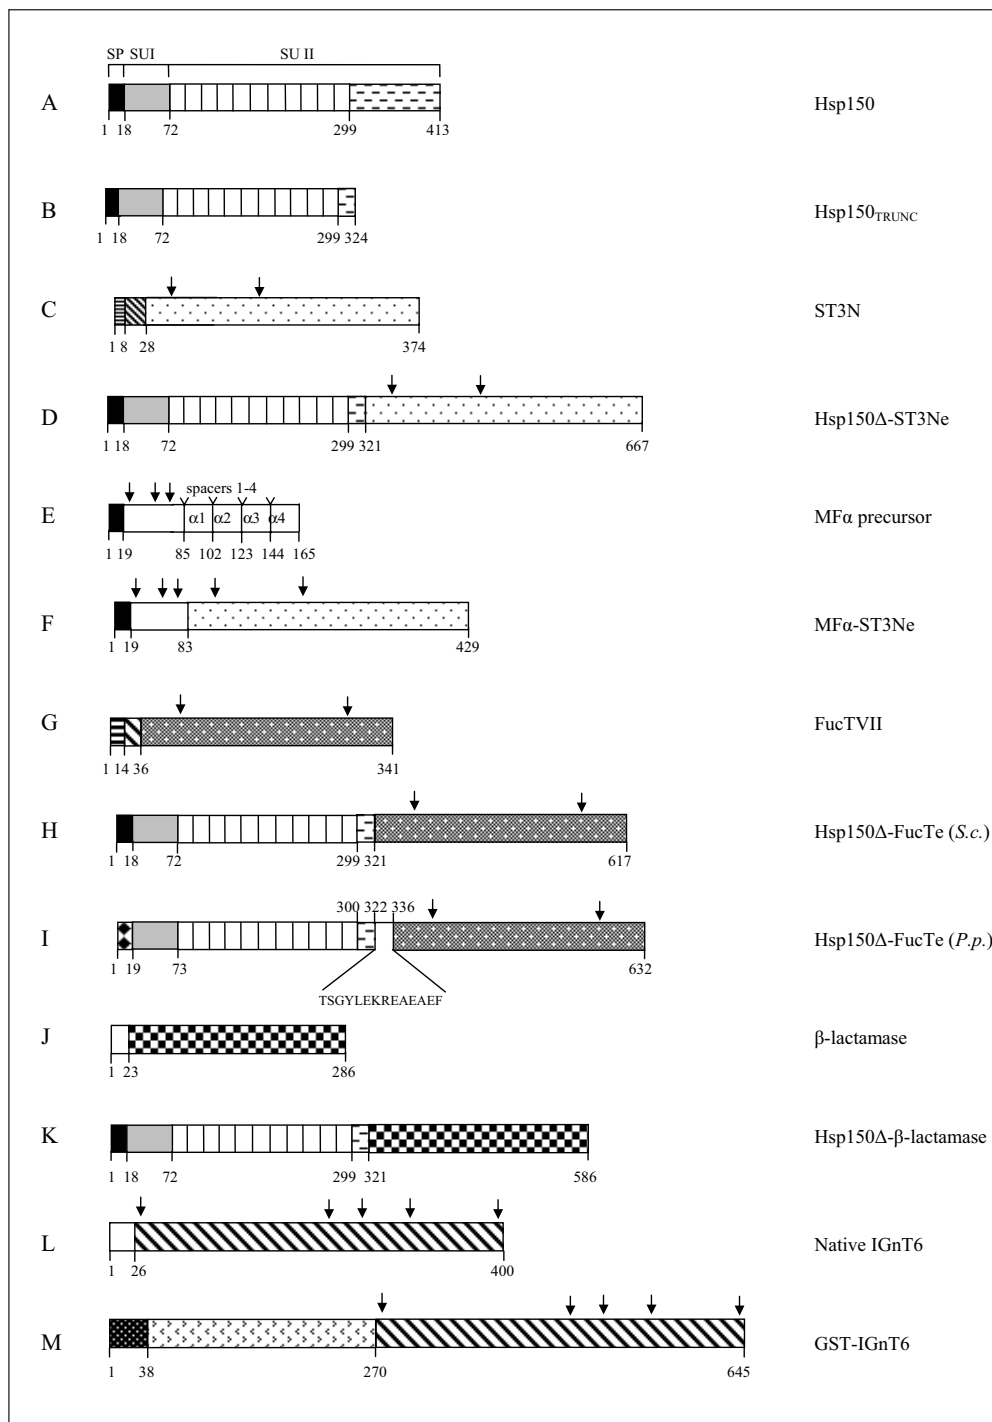 SP SUI SU II
A Hsp150
1 18 72 299 413
B Hsp150TRUNC
1 18 72 299 324
C ST3N
1 8 28 374
D Hsp150Δ-ST3Ne
1 18 72 299 321 667
spacers 1-4
E α1 α2 α3 α4 MFα precursor
1 19 85 102 123 144 165
F MFα-ST3Ne
1 19 83 429
G FucTVII
1 14 36 341
H Hsp150Δ-FucTe (S.c.)
1 18 72 299 321 617
300 322 336
I Hsp150Δ-FucTe (P.p.)
1 19 73 632
TSGYLEKREAEAEF
J β-lactamase
1 23 286
K Hsp150Δ-β-lactamase
1 18 72 299 321 586
L Native IGnT6
1 26 400
M GST-IGnT6
1 38 270 645